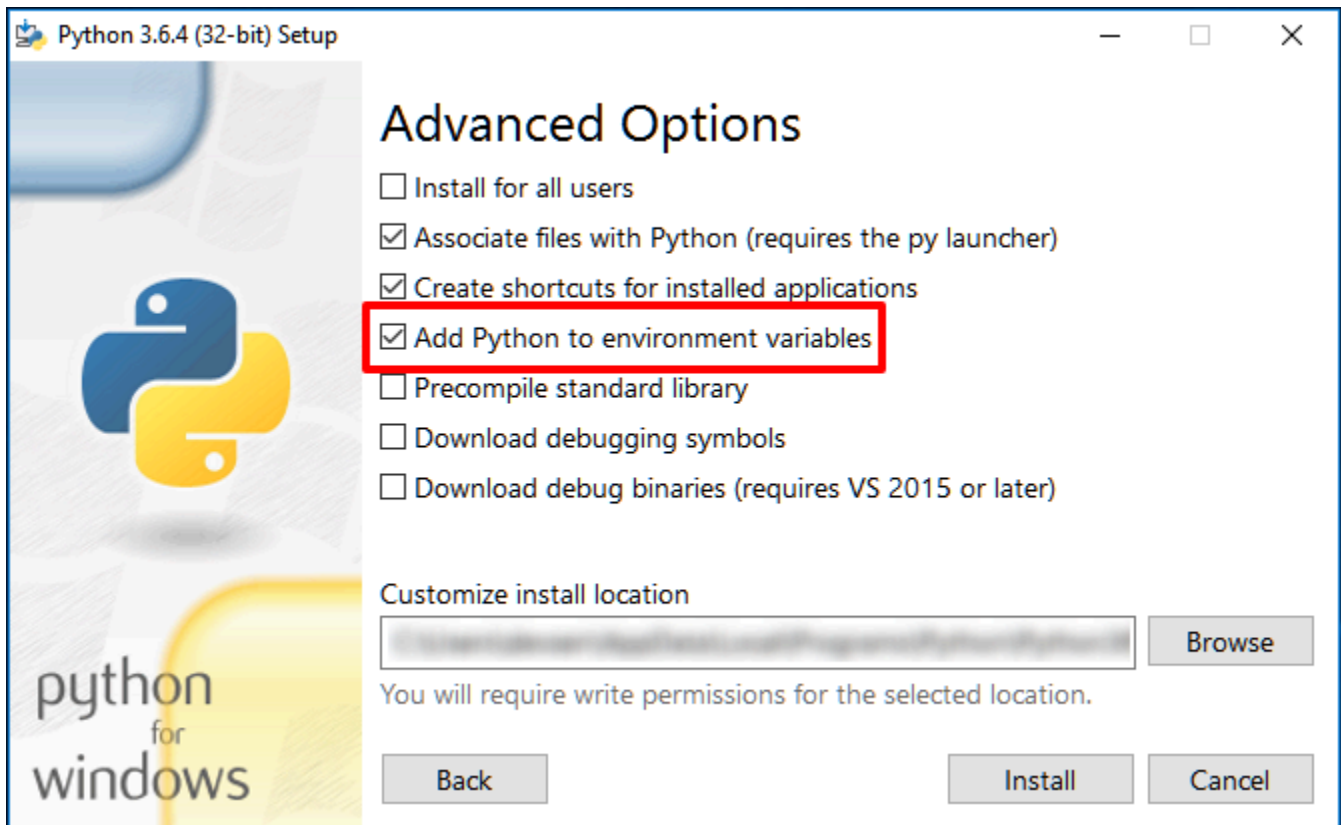 Python 3.6.4 (32-bit) Setup
Advanced Options
Install for all users
Associate files with Python (requires the py launcher)
Create shortcuts for installed applications
Add Python to environment variables
Precompile standard library
Download debugging symbols
Download debug binaries (requires VS 2015 or later)
Customize install location
Browse
You will require write permissions for the selected location.
python
for
windows
Back
Install
Cancel